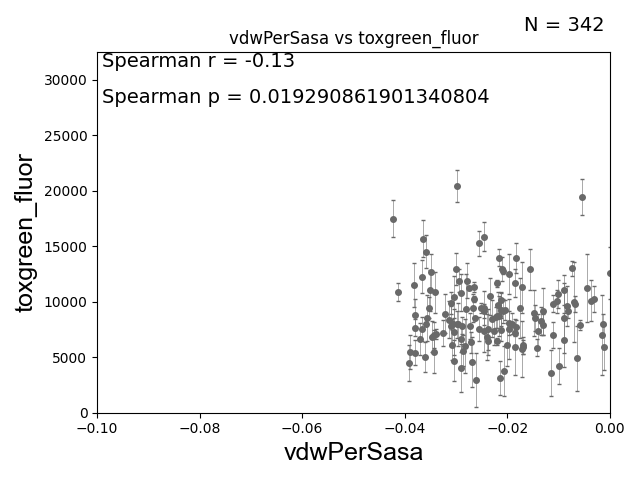 N = 342
vdwPerSasa vs toxgreen_fluor
Spearman r = -0.13
Spearman p = 0.019290861901340804
30000
25000
20000
15000
10000
5000
0
toxgreen_fluor
−0.10
−0.08
−0.06
−0.04
−0.02
0.00
vdwPerSasa